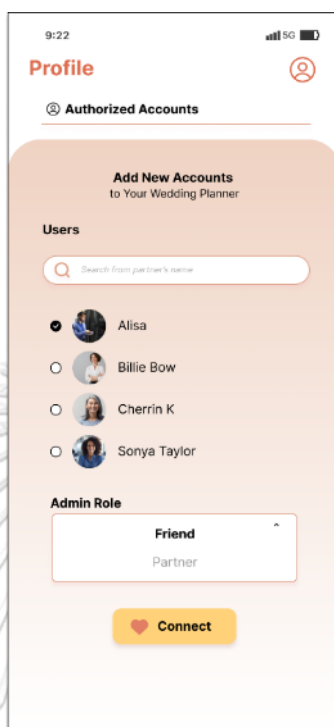 9:22
5G
Profile
Authorized Accounts
Add New Accounts
to Your Wedding Planner
Users
Search from partner's name
Alisa
Billie Bow
Cherrin K
Sonya Taylor
Admin Role
Friend
Partner
Connect